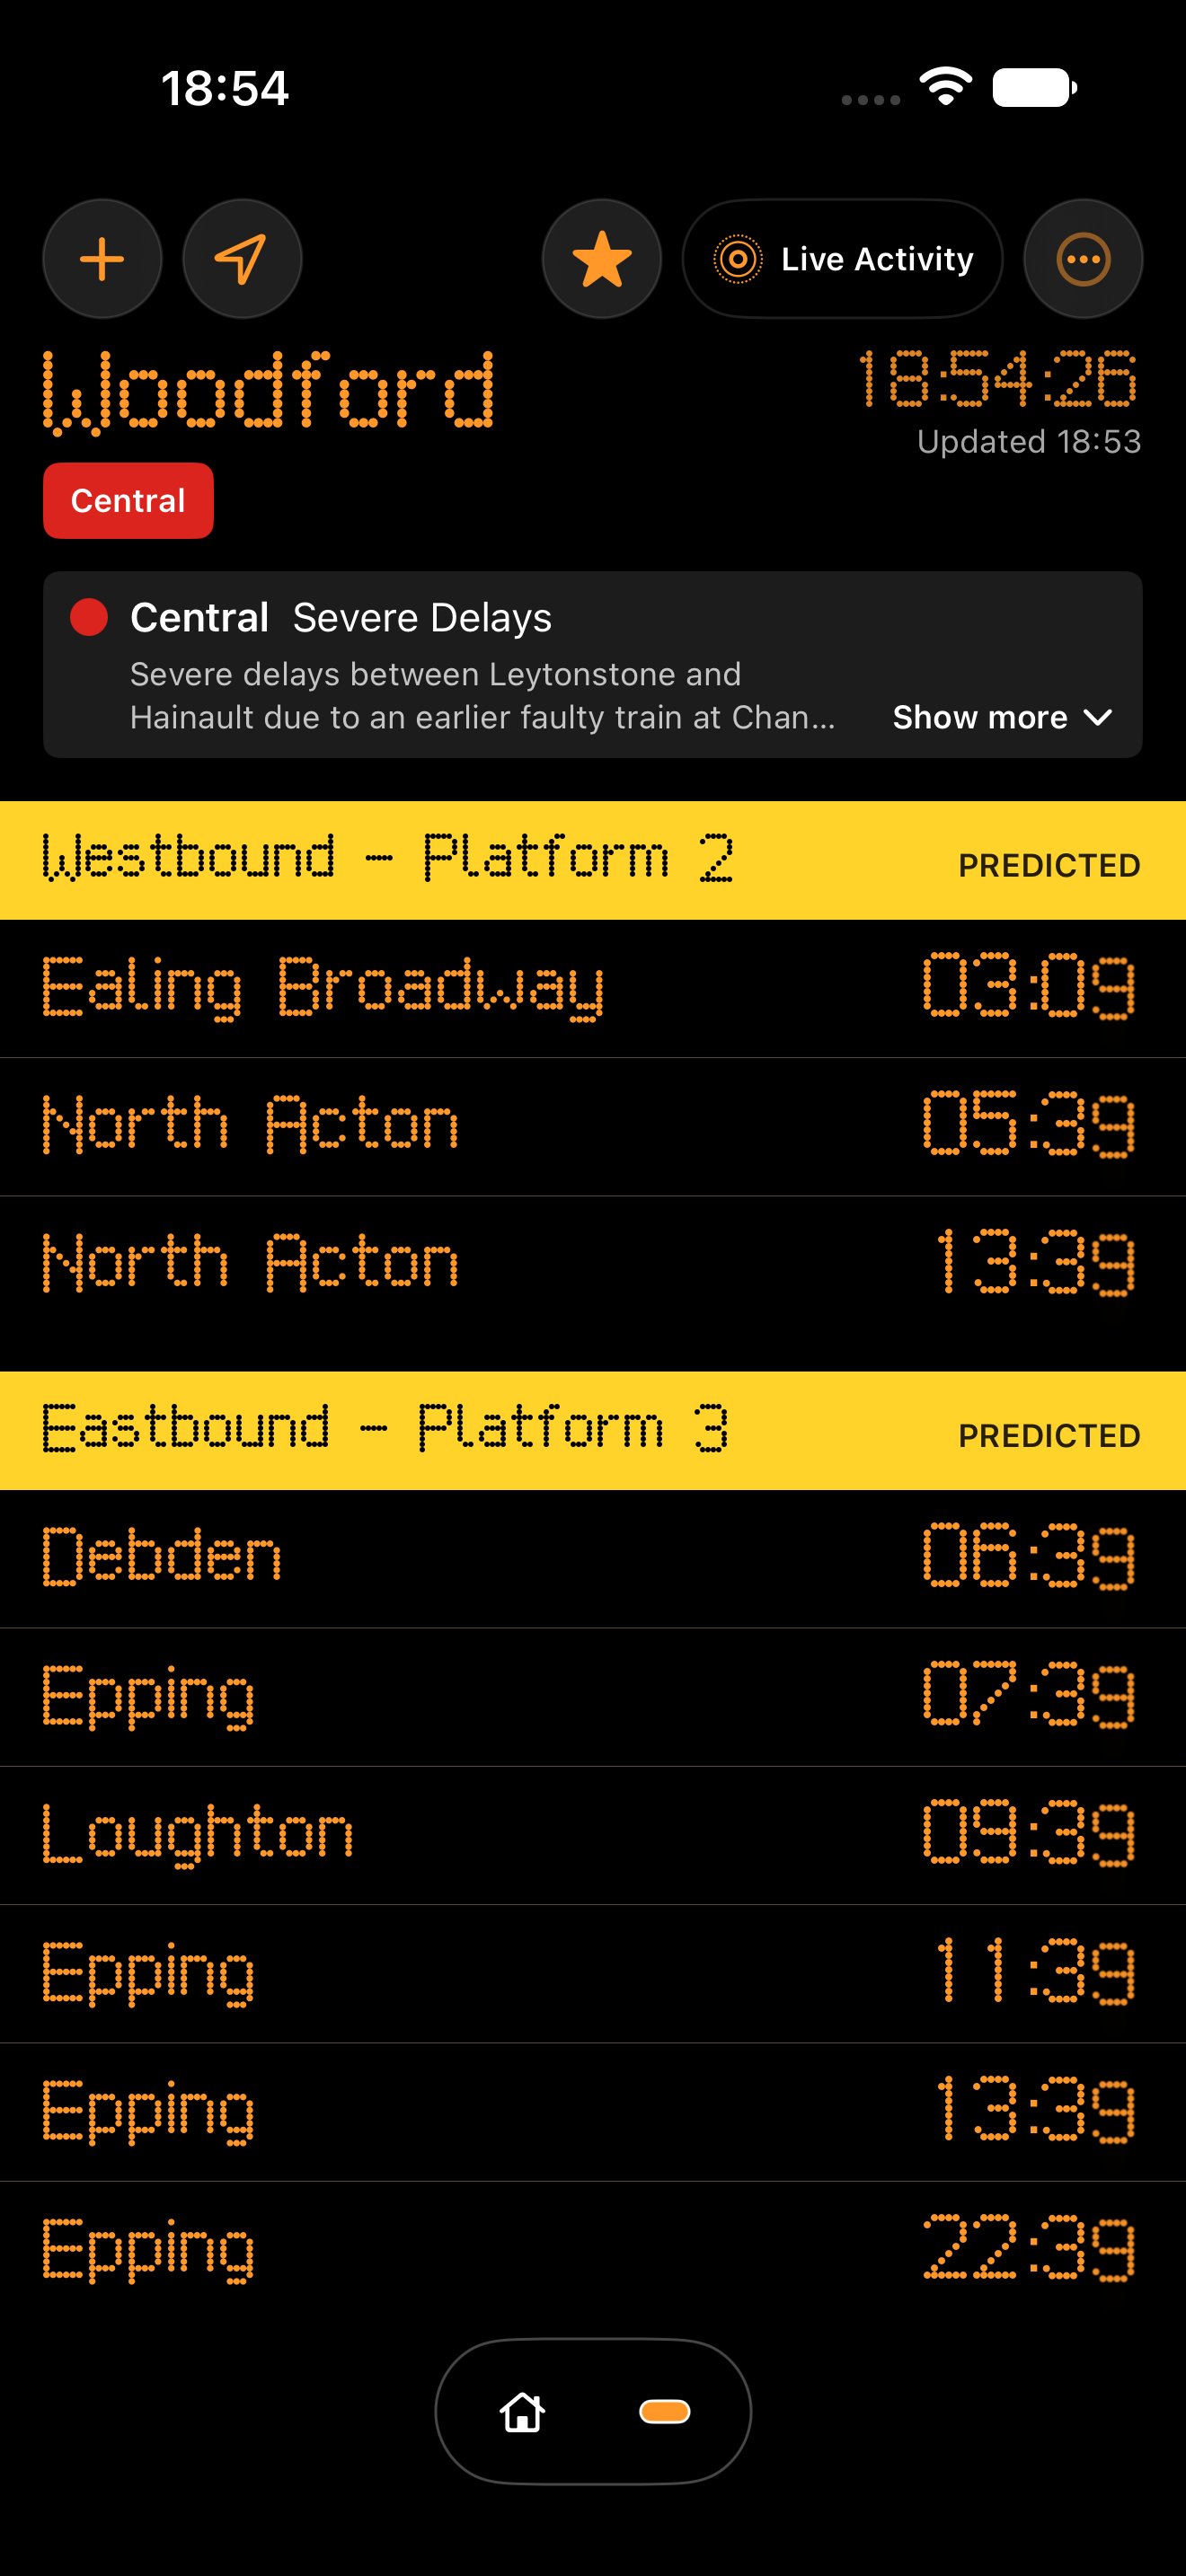 18:54
Live Activity
Woodford
18:54:26
Updated 18:53
Central
Central Severe Delays
Severe delays between Leytonstone and
Hainault due to an earlier faulty train at Chan...
Show more
Westbound - Platform 2
PREDICTED
Ealing Broadway 03:09
North Acton 05:39
North Acton 13:39
Eastbound - Platform 3
PREDICTED
Debden 06:39
Epping 07:39
Loughton 09:39
Epping 11:39
Epping 13:39
Epping 22:39